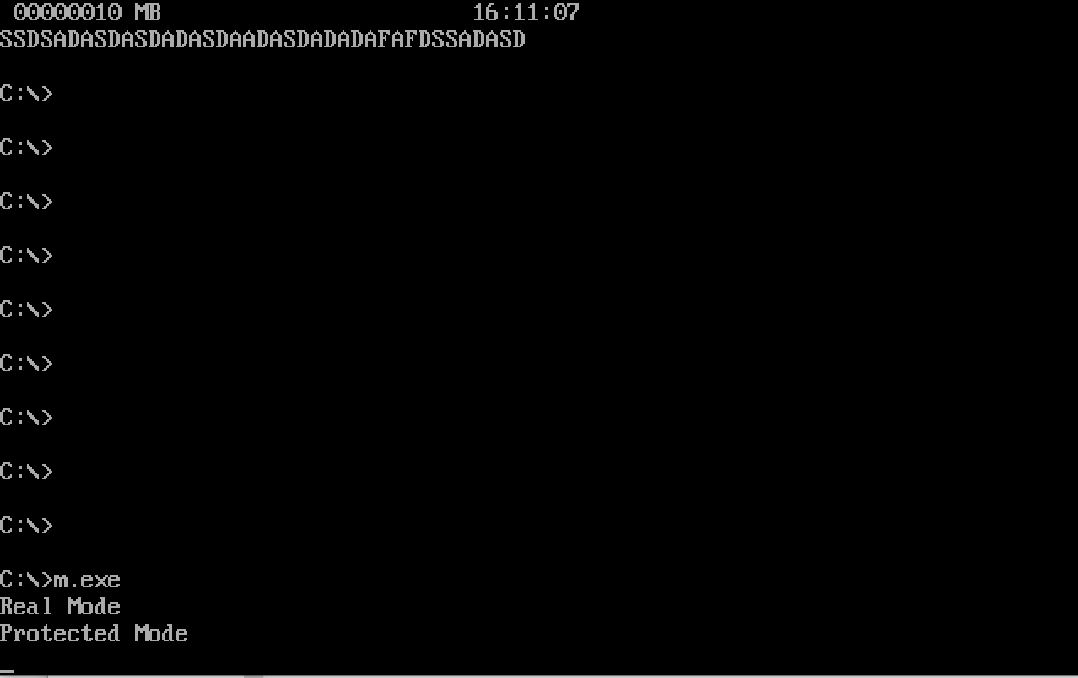 00000010 MB 16:11:07
SSDSADASDASDADASDAADASDADADAFAFDSSADASD
C:\>
C:\>
C:\>
C:\>
C:\>
C:\>
C:\>
C:\>
C:\>
C:\>m.exe
Real Mode
Protected Mode